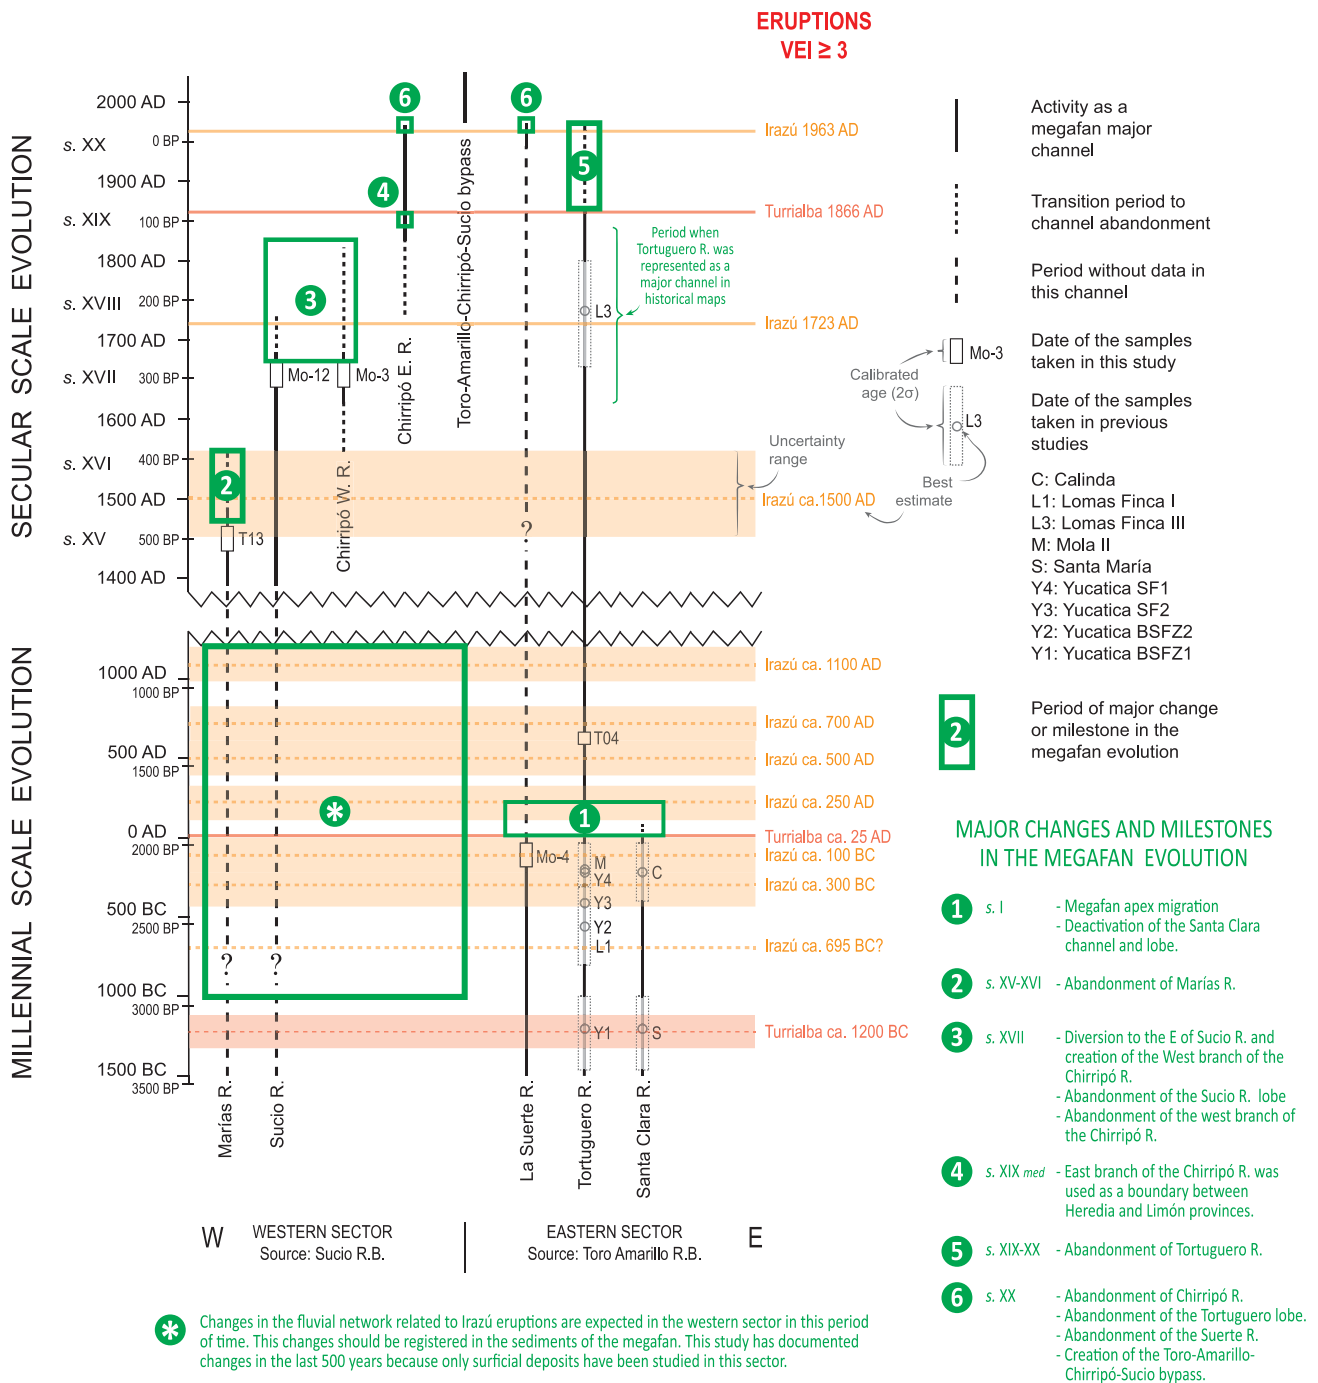 ERUPTIONS
VEI ≥ 3
SECULAR SCALE EVOLUTION
2000 AD
s. XX
0 BP
1900 AD
s. XIX
100 BP
1800 AD
s. XVIII
200 BP
1700 AD
s. XVII
300 BP
1600 AD
s. XVI
400 BP
1500 AD
s. XV
500 BP
1400 AD
6
6
5
4
3
2
Toro-Amarillo-Chirripó-Sucio bypass
Chirripó E. R.
Chirripó W. R.
Mo-12
Mo-3
T13
L3
?
Period when
Tortuguero R. was
represented as a
major channel in
historical maps
Irazú 1963 AD
Turrialba 1866 AD
Irazú 1723 AD
Uncertainty
range
Irazú ca.1500 AD
Best
estimate
Calibrated
age (2σ)
Activity as a
megafan major
channel
Transition period to
channel abandonment
Period without data in
this channel
Mo-3
Date of the samples
taken in this study
L3
Date of the samples
taken in previous
studies
C: Calinda
L1: Lomas Finca I
L3: Lomas Finca III
M: Mola II
S: Santa María
Y4: Yucatica SF1
Y3: Yucatica SF2
Y2: Yucatica BSFZ2
Y1: Yucatica BSFZ1
2
Period of major change
or milestone in the
megafan evolution
MILLENNIAL SCALE EVOLUTION
1000 AD
1000 BP
500 AD
1500 BP
0 AD
2000 BP
500 BC
2500 BP
1000 BC
3000 BP
1500 BC
3500 BP
*
1
T04
Mo-4
M
Y4
Y3
Y2
L1
Y1
C
S
?
?
Irazú ca. 1100 AD
Irazú ca. 700 AD
Irazú ca. 500 AD
Irazú ca. 250 AD
Turrialba ca. 25 AD
Irazú ca. 100 BC
Irazú ca. 300 BC
Irazú ca. 695 BC?
Turrialba ca. 1200 BC
Marías R.
Sucio R.
La Suerte R.
Tortuguero R.
Santa Clara R.
W
WESTERN SECTOR
Source: Sucio R.B.
EASTERN SECTOR
Source: Toro Amarillo R.B.
E
MAJOR CHANGES AND MILESTONES
IN THE MEGAFAN EVOLUTION
1 s. I - Megafan apex migration
- Deactivation of the Santa Clara
channel and lobe.
2 s. XV-XVI - Abandonment of Marías R.
3 s. XVII - Diversion to the E of Sucio R. and
creation of the West branch of the
Chirripó R.
- Abandonment of the Sucio R. lobe
- Abandonment of the west branch of
the Chirripó R.
4 s. XIX med - East branch of the Chirripó R. was
used as a boundary between
Heredia and Limón provinces.
5 s. XIX-XX - Abandonment of Tortuguero R.
6 s. XX - Abandonment of Chirripó R.
- Abandonment of the Tortuguero lobe.
- Abandonment of the Suerte R.
- Creation of the Toro-Amarillo-
Chirripó-Sucio bypass.
* Changes in the fluvial network related to Irazú eruptions are expected in the western sector in this period
of time. This changes should be registered in the sediments of the megafan. This study has documented
changes in the last 500 years because only surficial deposits have been studied in this sector.